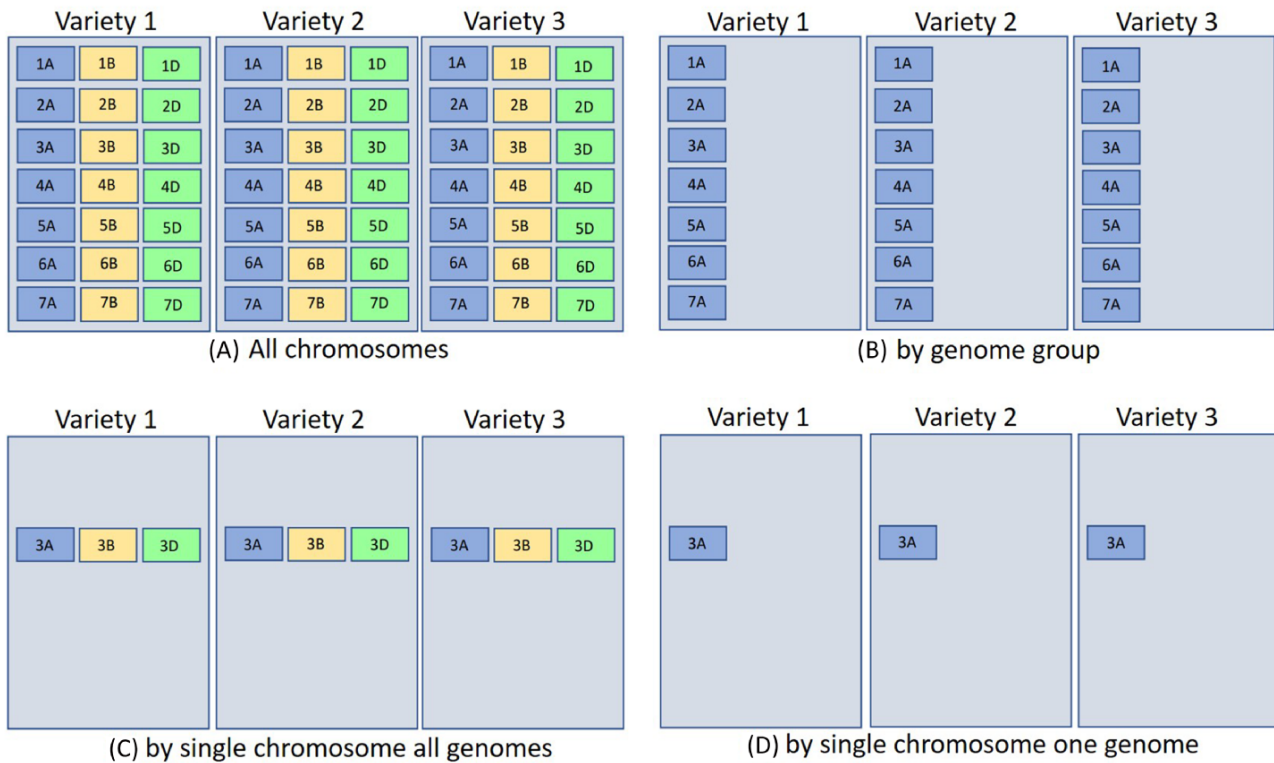 Variety 1 Variety 2 Variety 3
1A 1B 1D 1A 1B 1D 1A 1B 1D
2A 2B 2D 2A 2B 2D 2A 2B 2D
3A 3B 3D 3A 3B 3D 3A 3B 3D
4A 4B 4D 4A 4B 4D 4A 4B 4D
5A 5B 5D 5A 5B 5D 5A 5B 5D
6A 6B 6D 6A 6B 6D 6A 6B 6D
7A 7B 7D 7A 7B 7D 7A 7B 7D
(A) All chromosomes
Variety 1 Variety 2 Variety 3
1A 1A 1A
2A 2A 2A
3A 3A 3A
4A 4A 4A
5A 5A 5A
6A 6A 6A
7A 7A 7A
(B) by genome group
Variety 1 Variety 2 Variety 3
3A 3B 3D 3A 3B 3D 3A 3B 3D
(C) by single chromosome all genomes
Variety 1 Variety 2 Variety 3
3A 3A 3A
(D) by single chromosome one genome